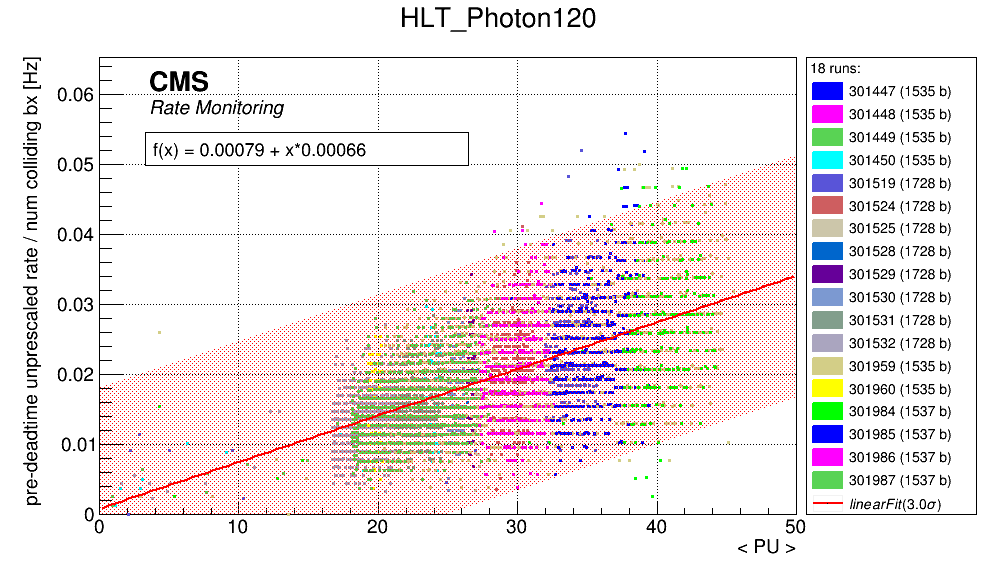 HLT_Photon120
pre-deadtime unprescaled rate / num colliding bx [Hz]
CMS
Rate Monitoring
f(x) = 0.00079 + x*0.00066
0.06
0.05
0.04
0.03
0.02
0.01
0
0 10 20 30 40 50
< PU >
18 runs:
301447 (1535 b)
301448 (1535 b)
301449 (1535 b)
301450 (1535 b)
301519 (1728 b)
301524 (1728 b)
301525 (1728 b)
301528 (1728 b)
301529 (1728 b)
301530 (1728 b)
301531 (1728 b)
301532 (1728 b)
301959 (1535 b)
301960 (1535 b)
301984 (1537 b)
301985 (1537 b)
301986 (1537 b)
301987 (1537 b)
linearFit(3.0σ)